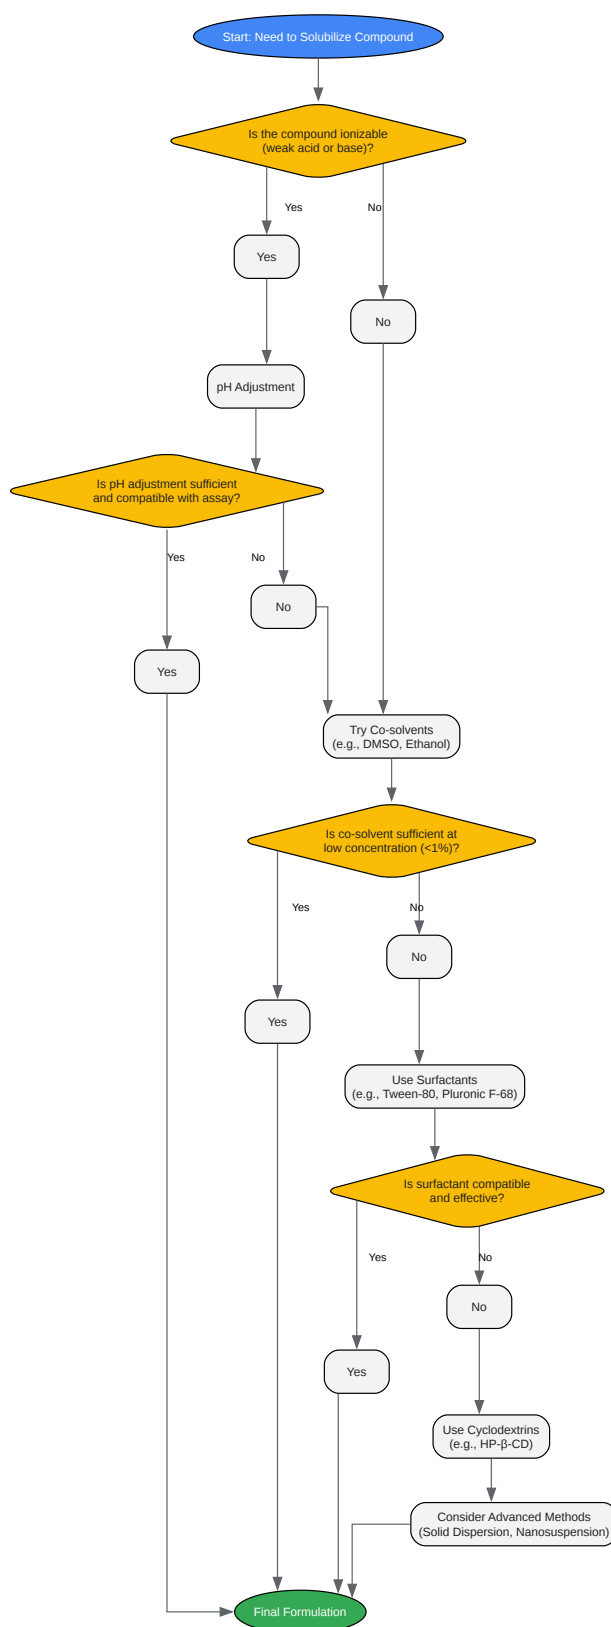 Start: Need to Solubilize Compound
Is the compound ionizable
(weak acid or base)?
Yes
No
Yes
No
pH Adjustment
Is pH adjustment sufficient
and compatible with assay?
Yes
No
No
Yes
Try Co-solvents
(e.g., DMSO, Ethanol)
Is co-solvent sufficient at
low concentration (<1%)?
Yes
No
No
Yes
Use Surfactants
(e.g., Tween-80, Pluronic F-68)
Is surfactant compatible
and effective?
Yes
No
No
Yes
Use Cyclodextrins
(e.g., HP-β-CD)
Consider Advanced Methods
(Solid Dispersion, Nanosuspension)
Final Formulation